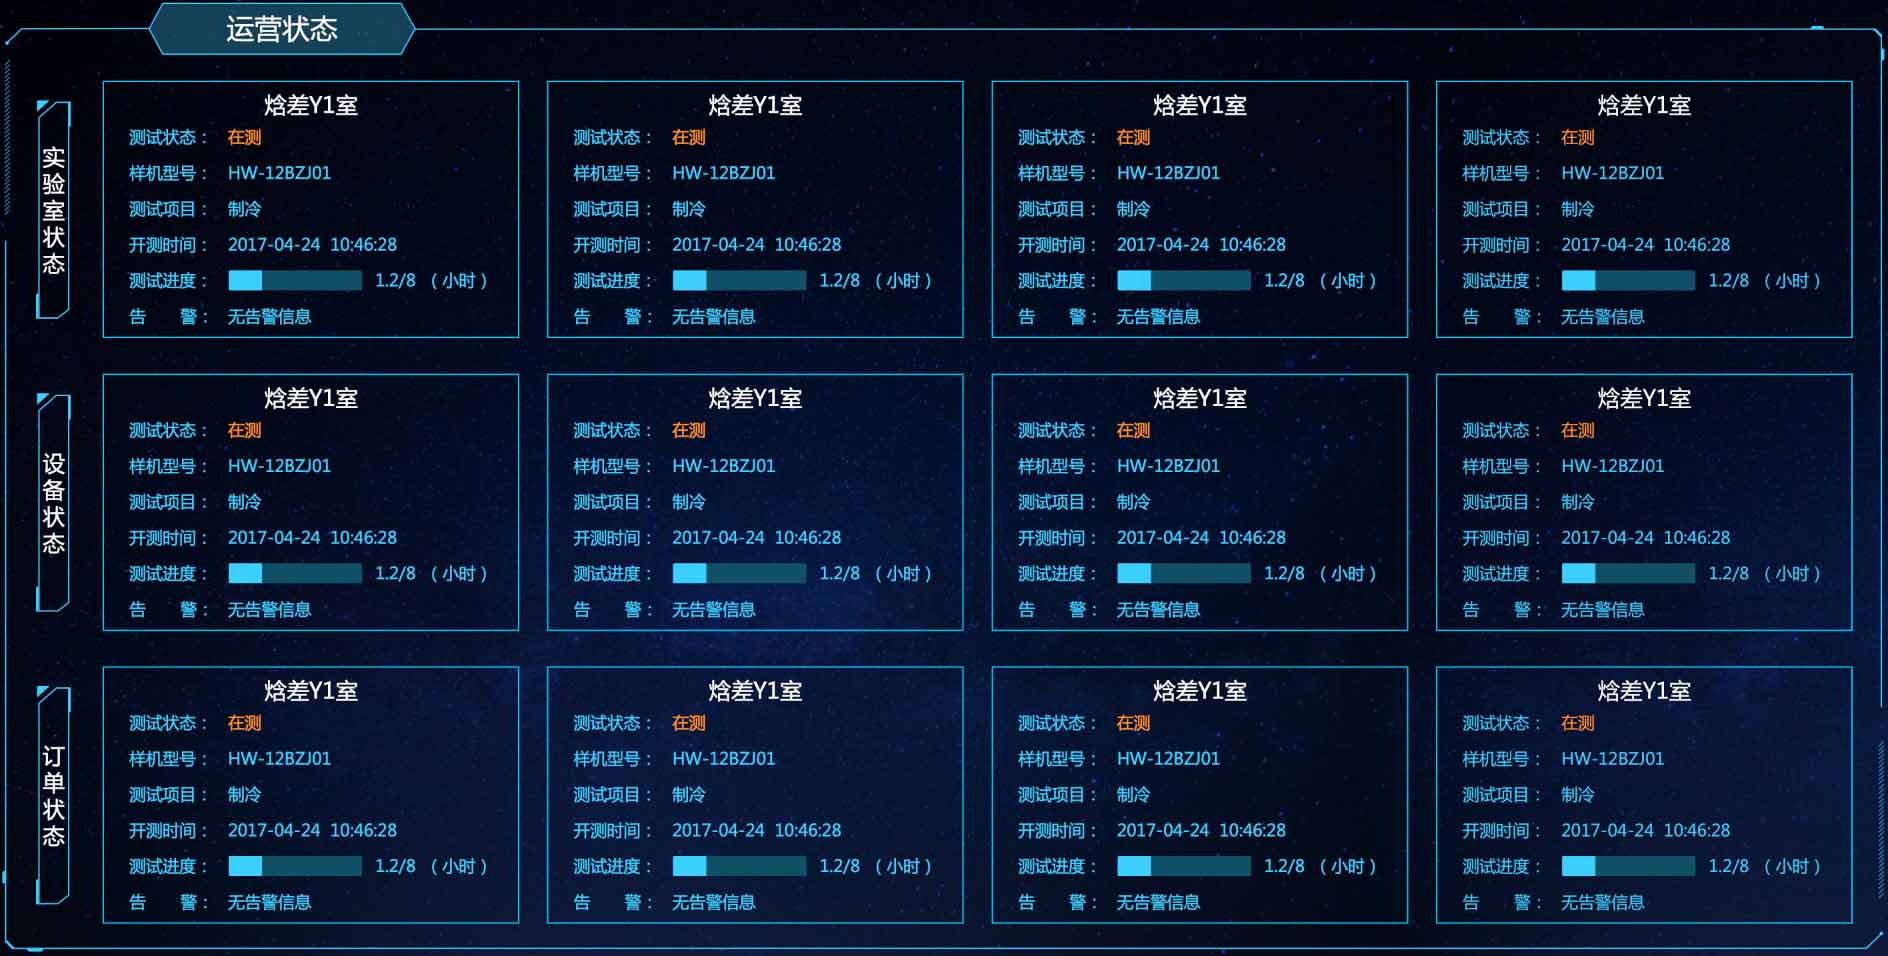 运营状态
实验室状态
焓差Y1室
测试状态： 在测
样机型号： HW-12BZJ01
测试项目： 制冷
开测时间： 2017-04-24 10:46:28
测试进度： 1.2/8 （小时）
告 警： 无告警信息
焓差Y1室
测试状态： 在测
样机型号： HW-12BZJ01
测试项目： 制冷
开测时间： 2017-04-24 10:46:28
测试进度： 1.2/8 （小时）
告 警： 无告警信息
焓差Y1室
测试状态： 在测
样机型号： HW-12BZJ01
测试项目： 制冷
开测时间： 2017-04-24 10:46:28
测试进度： 1.2/8 （小时）
告 警： 无告警信息
焓差Y1室
测试状态： 在测
样机型号： HW-12BZJ01
测试项目： 制冷
开测时间： 2017-04-24 10:46:28
测试进度： 1.2/8 （小时）
告 警： 无告警信息
设备状态
焓差Y1室
测试状态： 在测
样机型号： HW-12BZJ01
测试项目： 制冷
开测时间： 2017-04-24 10:46:28
测试进度： 1.2/8 （小时）
告 警： 无告警信息
焓差Y1室
测试状态： 在测
样机型号： HW-12BZJ01
测试项目： 制冷
开测时间： 2017-04-24 10:46:28
测试进度： 1.2/8 （小时）
告 警： 无告警信息
焓差Y1室
测试状态： 在测
样机型号： HW-12BZJ01
测试项目： 制冷
开测时间： 2017-04-24 10:46:28
测试进度： 1.2/8 （小时）
告 警： 无告警信息
焓差Y1室
测试状态： 在测
样机型号： HW-12BZJ01
测试项目： 制冷
开测时间： 2017-04-24 10:46:28
测试进度： 1.2/8 （小时）
告 警： 无告警信息
订单状态
焓差Y1室
测试状态： 在测
样机型号： HW-12BZJ01
测试项目： 制冷
开测时间： 2017-04-24 10:46:28
测试进度： 1.2/8 （小时）
告 警： 无告警信息
焓差Y1室
测试状态： 在测
样机型号： HW-12BZJ01
测试项目： 制冷
开测时间： 2017-04-24 10:46:28
测试进度： 1.2/8 （小时）
告 警： 无告警信息
焓差Y1室
测试状态： 在测
样机型号： HW-12BZJ01
测试项目： 制冷
开测时间： 2017-04-24 10:46:28
测试进度： 1.2/8 （小时）
告 警： 无告警信息
焓差Y1室
测试状态： 在测
样机型号： HW-12BZJ01
测试项目： 制冷
开测时间： 2017-04-24 10:46:28
测试进度： 1.2/8 （小时）
告 警： 无告警信息